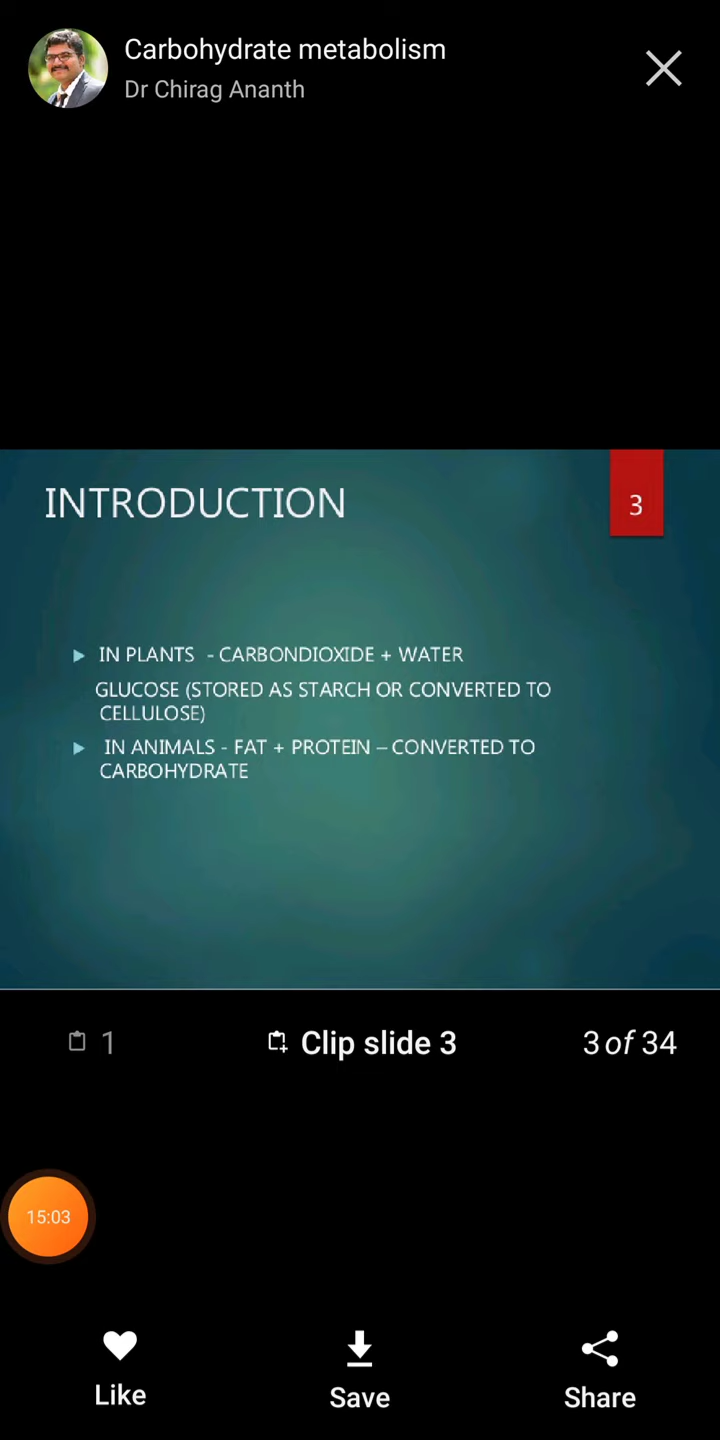 Carbohydrate metabolism
Dr Chirag Ananth
INTRODUCTION
3
IN PLANTS - CARBONDIOXIDE + WATER
GLUCOSE (STORED AS STARCH OR CONVERTED TO
CELLULOSE)
IN ANIMALS - FAT + PROTEIN – CONVERTED TO
CARBOHYDRATE
1
Clip slide 3
3 of 34
15:03
Like
Save
Share